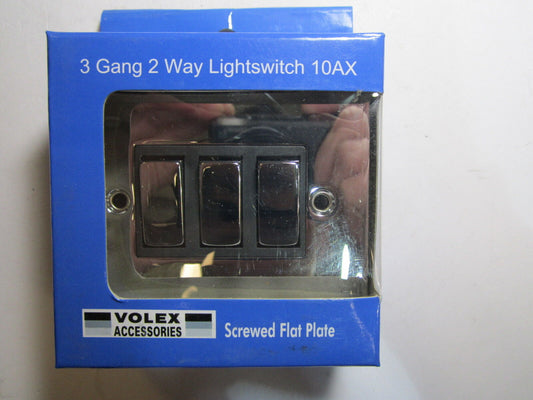 3 Gang 2 Way Lightswitch 10AX
VOLEX
ACCESSORIES
Screwed Flat Plate